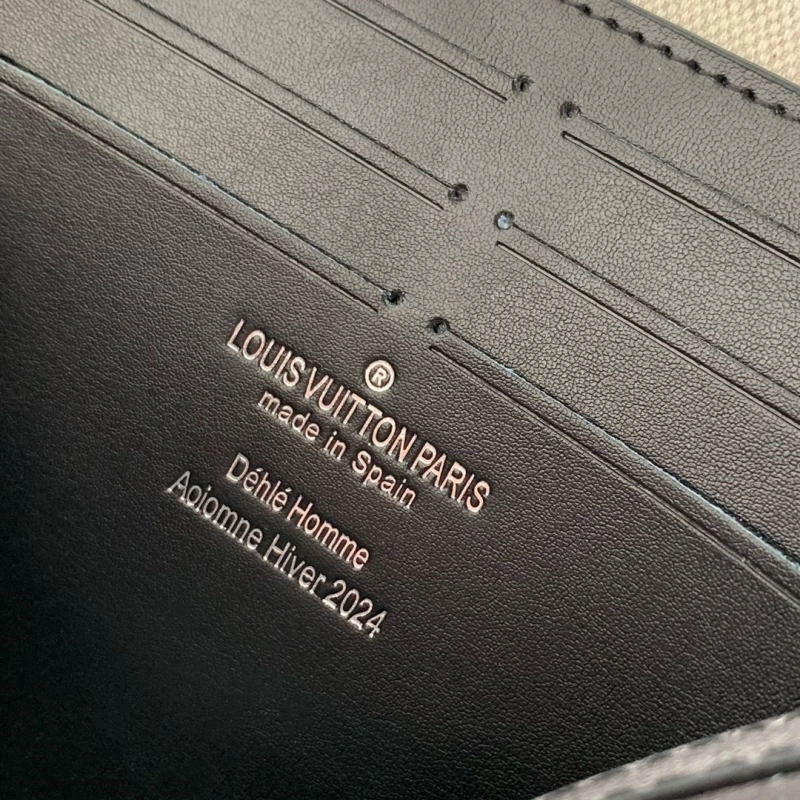 ®
LOUIS VUITTON PARIS
made in Spain
Déhlé Homme
Aoiomne Hiver 2024